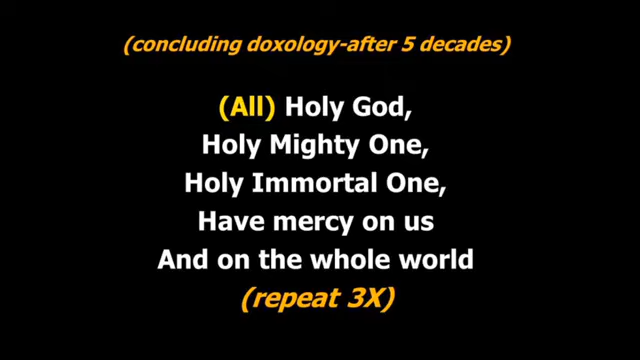 (concluding doxology-after 5 decades)
(All) Holy God,
Holy Mighty One,
Holy Immortal One,
Have mercy on us
And on the whole world
(repeat 3X)